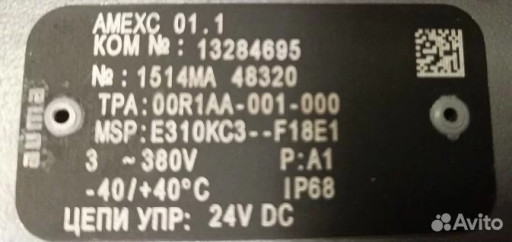 AMEXC 01.1
KOM №: 13284695
№: 1514MA 48320
TPA:00R1AA-001-000
MSP:E310KC3--F18E1
3 ~380V P:A1
-40/+40°C IP68
ЦЕПИ УПР: 24V DC
auma
Avito